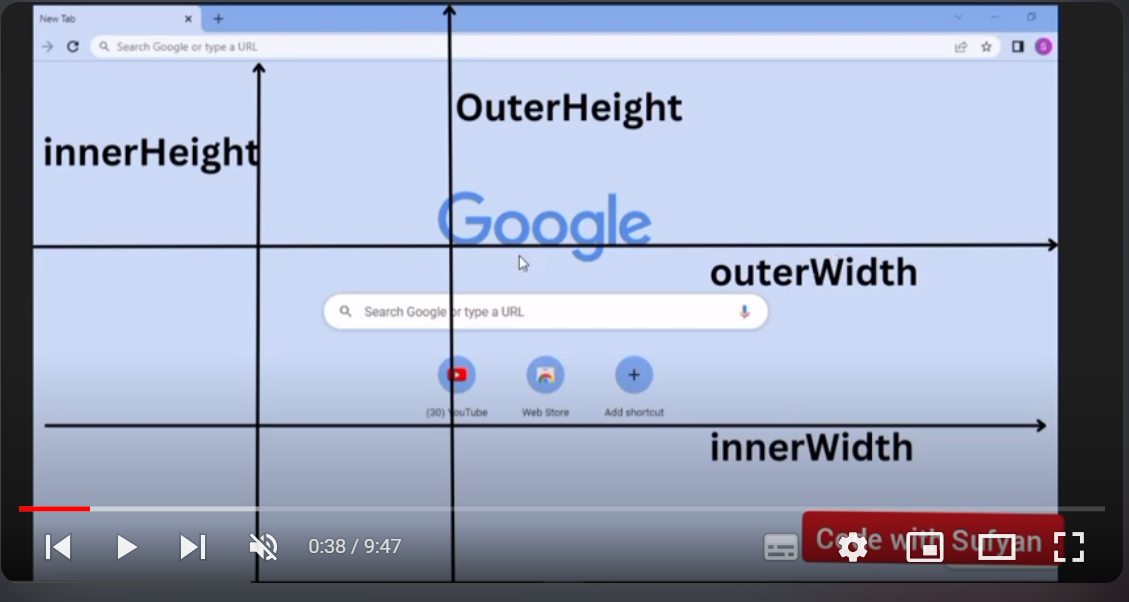 New Tab
Search Google or type a URL
S
OuterHeight
innerHeight
Google
outerWidth
Search Google or type a URL
(30) YouTube
Web Store
Add shortcut
innerWidth
0:38 / 9:47
Code with Sufyan